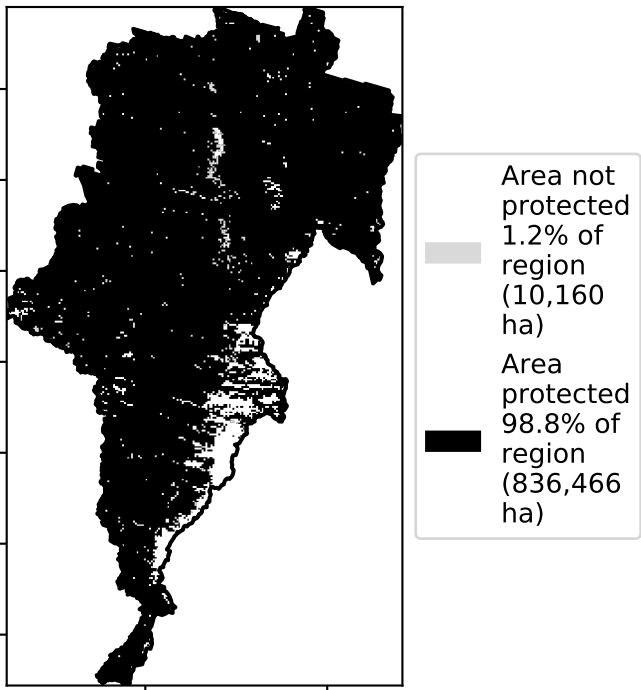 Area not
protected
1.2% of
region
(10,160
ha)
Area
protected
98.8% of
region
(836,466
ha)